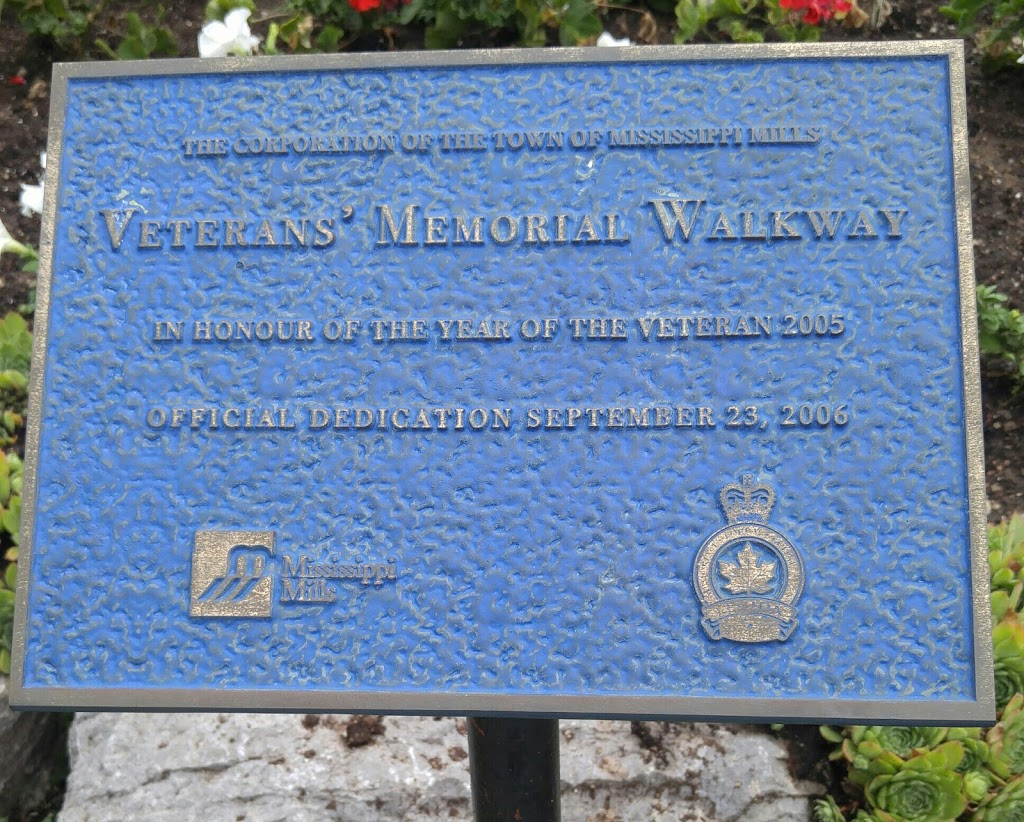 THE CORPORATION OF THE TOWN OF MISSISSIPPI MILLS
VETERANS' MEMORIAL WALKWAY
IN HONOUR OF THE YEAR OF THE VETERAN 2005
OFFICIAL DEDICATION SEPTEMBER 23, 2006
Mississippi
Mills